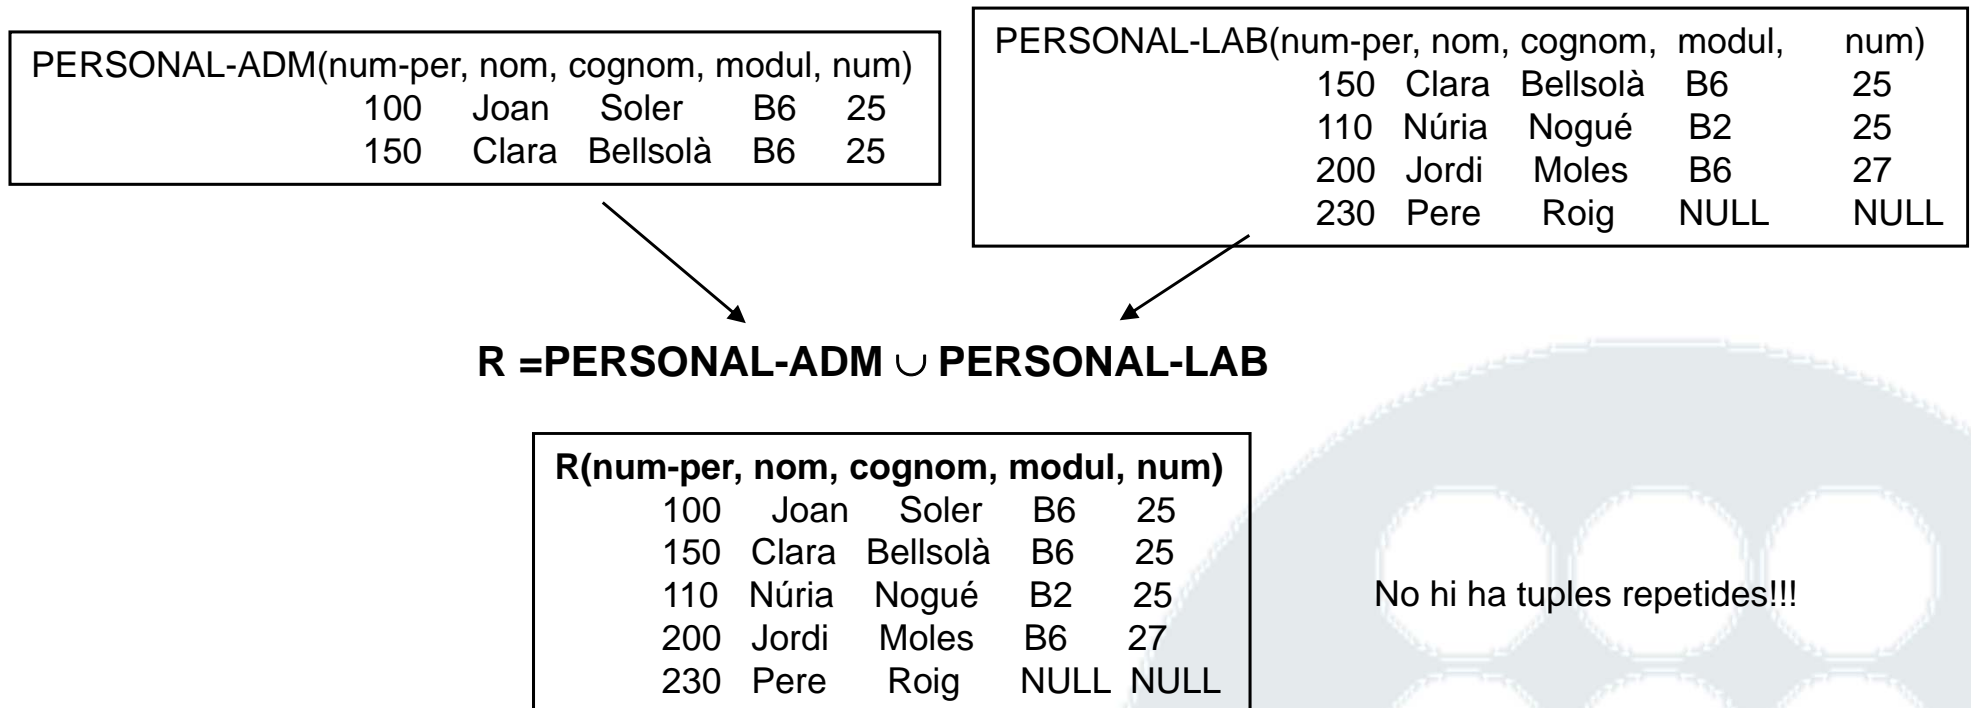 PERSONAL-ADM(num-per, nom, cognom, modul, num)
100 Joan Soler B6 25
150 Clara Bellsolà B6 25
PERSONAL-LAB(num-per, nom, cognom, modul, num)
150 Clara Bellsolà B6 25
110 Núria Nogué B2 25
200 Jordi Moles B6 27
230 Pere Roig NULL NULL
R =PERSONAL-ADM ∪ PERSONAL-LAB
R(num-per, nom, cognom, modul, num)
100 Joan Soler B6 25
150 Clara Bellsolà B6 25
110 Núria Nogué B2 25
200 Jordi Moles B6 27
230 Pere Roig NULL NULL
No hi ha tuples repetides!!!